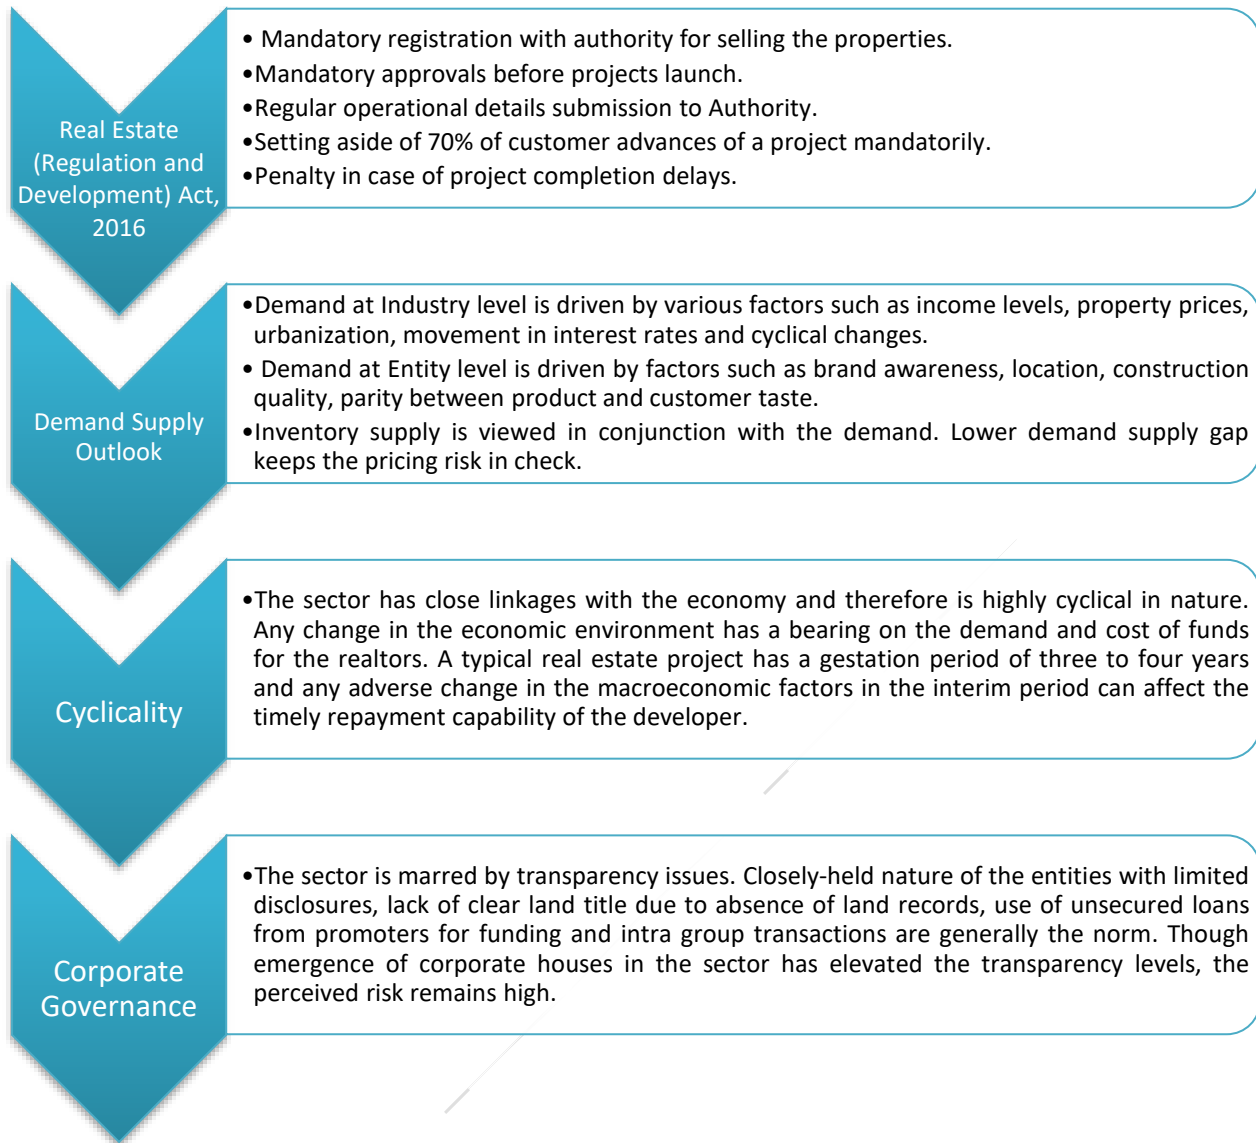 Real Estate
(Regulation and
Development) Act,
2016
• Mandatory registration with authority for selling the properties.
•Mandatory approvals before projects launch.
•Regular operational details submission to Authority.
•Setting aside of 70% of customer advances of a project mandatorily.
•Penalty in case of project completion delays.
Demand Supply
Outlook
•Demand at Industry level is driven by various factors such as income levels, property prices,
urbanization, movement in interest rates and cyclical changes.
• Demand at Entity level is driven by factors such as brand awareness, location, construction
quality, parity between product and customer taste.
•Inventory supply is viewed in conjunction with the demand. Lower demand supply gap
keeps the pricing risk in check.
Cyclicality
•The sector has close linkages with the economy and therefore is highly cyclical in nature.
Any change in the economic environment has a bearing on the demand and cost of funds
for the realtors. A typical real estate project has a gestation period of three to four years
and any adverse change in the macroeconomic factors in the interim period can affect the
timely repayment capability of the developer.
Corporate
Governance
•The sector is marred by transparency issues. Closely-held nature of the entities with limited
disclosures, lack of clear land title due to absence of land records, use of unsecured loans
from promoters for funding and intra group transactions are generally the norm. Though
emergence of corporate houses in the sector has elevated the transparency levels, the
perceived risk remains high.